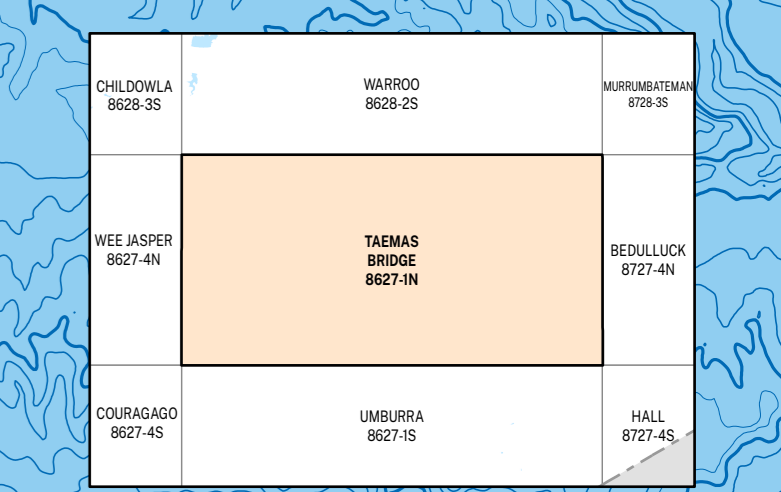 CHILDOWLA
8628-3S
WARROO
8628-2S
MURRUMBATEMAN
8728-3S
WEE JASPER
8627-4N
TAEMAS
BRIDGE
8627-1N
BEDULLUCK
8727-4N
COURAGAGO
8627-4S
UMBURRA
8627-1S
HALL
8727-4S